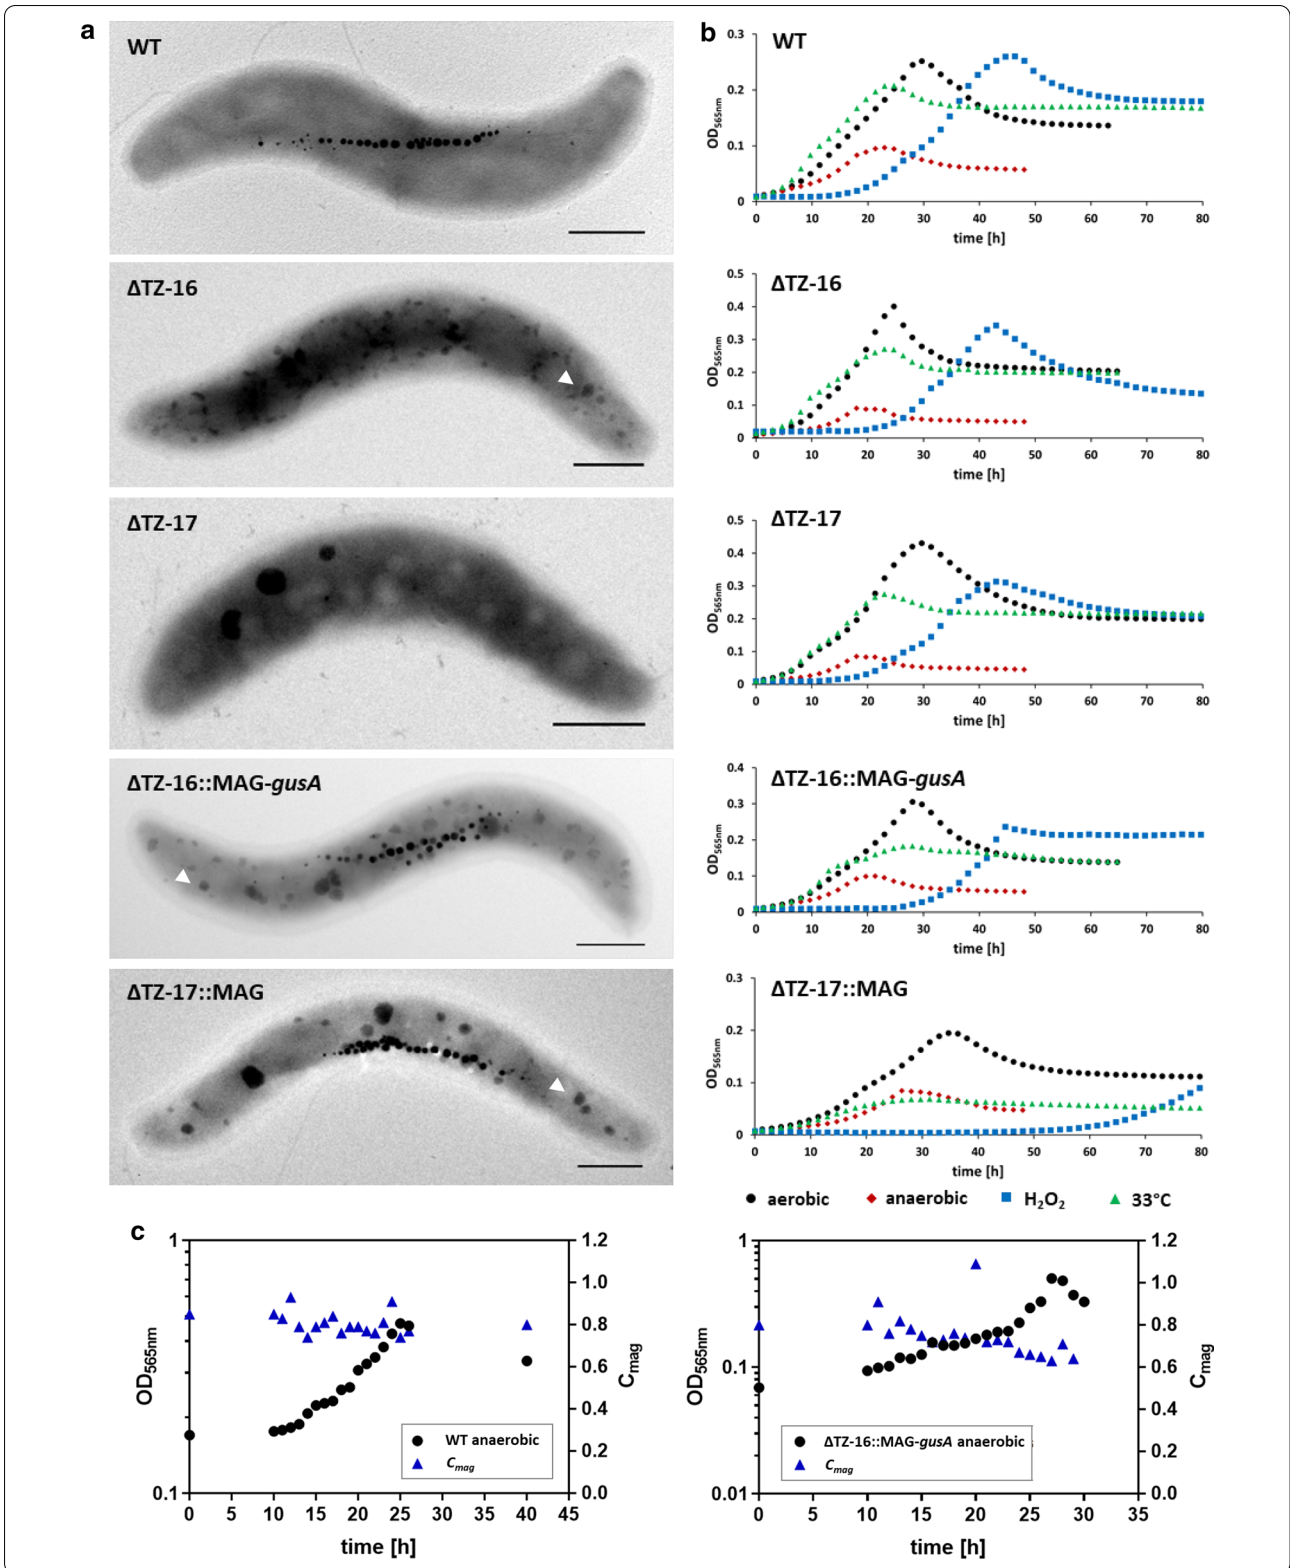 a
WT
ΔTZ-16
ΔTZ-17
ΔTZ-16::MAG-gusA
ΔTZ-17::MAG
b
WT
0.3
0.2
0.1
0
OD565nm
0 10 20 30 40 50 60 70 80
time [h]
ΔTZ-16
0.5
0.4
0.3
0.2
0.1
0
OD565nm
0 10 20 30 40 50 60 70 80
time [h]
ΔTZ-17
0.5
0.4
0.3
0.2
0.1
0
OD565nm
0 10 20 30 40 50 60 70 80
time [h]
ΔTZ-16::MAG-gusA
0.4
0.3
0.2
0.1
0
OD565nm
0 10 20 30 40 50 60 70 80
time [h]
ΔTZ-17::MAG
0.3
0.2
0.1
0
OD565nm
0 10 20 30 40 50 60 70 80
time [h]
aerobic anaerobic H2O2 33°C
c
1
0.1
OD565nm
1.2
1.0
0.8
0.6
0.4
0.2
0.0
Cmag
WT anaerobic
Cmag
0 5 10 15 20 25 30 35 40 45
time [h]
1
0.1
0.01
OD565nm
1.2
1.0
0.8
0.6
0.4
0.2
0.0
Cmag
ΔTZ-16::MAG-gusA anaerobic
Cmag
0 5 10 15 20 25 30 35
time [h]